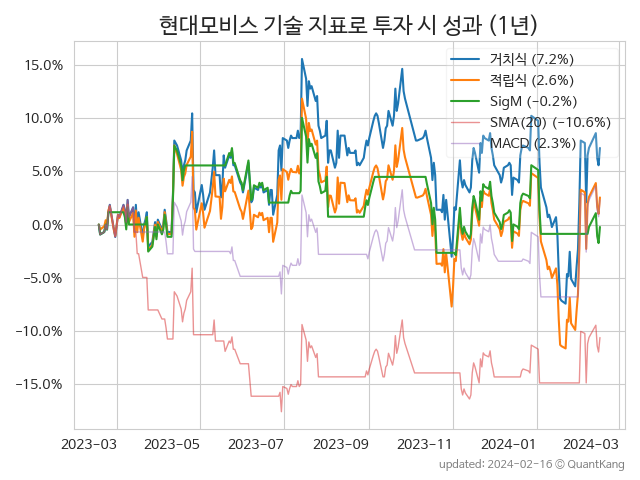 현대모비스 기술 지표로 투자 시 성과 (1년)
거치식 (7.2%)
적립식 (2.6%)
SigM (−0.2%)
SMA(20) (−10.6%)
MACD (2.3%)
15.0%
10.0%
5.0%
0.0%
−5.0%
−10.0%
−15.0%
2023-03 2023-05 2023-07 2023-09 2023-11 2024-01 2024-03
updated: 2024-02-16 © QuantKang